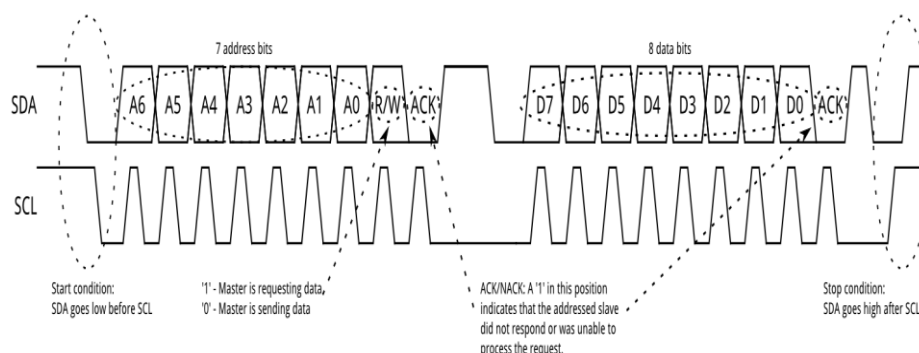 7 address bits
8 data bits
SDA
A6 A5 A4 A3 A2 A1 A0 R/W ACK
D7 D6 D5 D4 D3 D2 D1 D0 ACK
SCL
Start condition:
SDA goes low before SCL
'1' - Master is requesting data,
'0' - Master is sending data
ACK/NACK: A '1' in this position
indicates that the addressed slave
did not respond or was unable to
process the request.
Stop condition:
SDA goes high after SCL